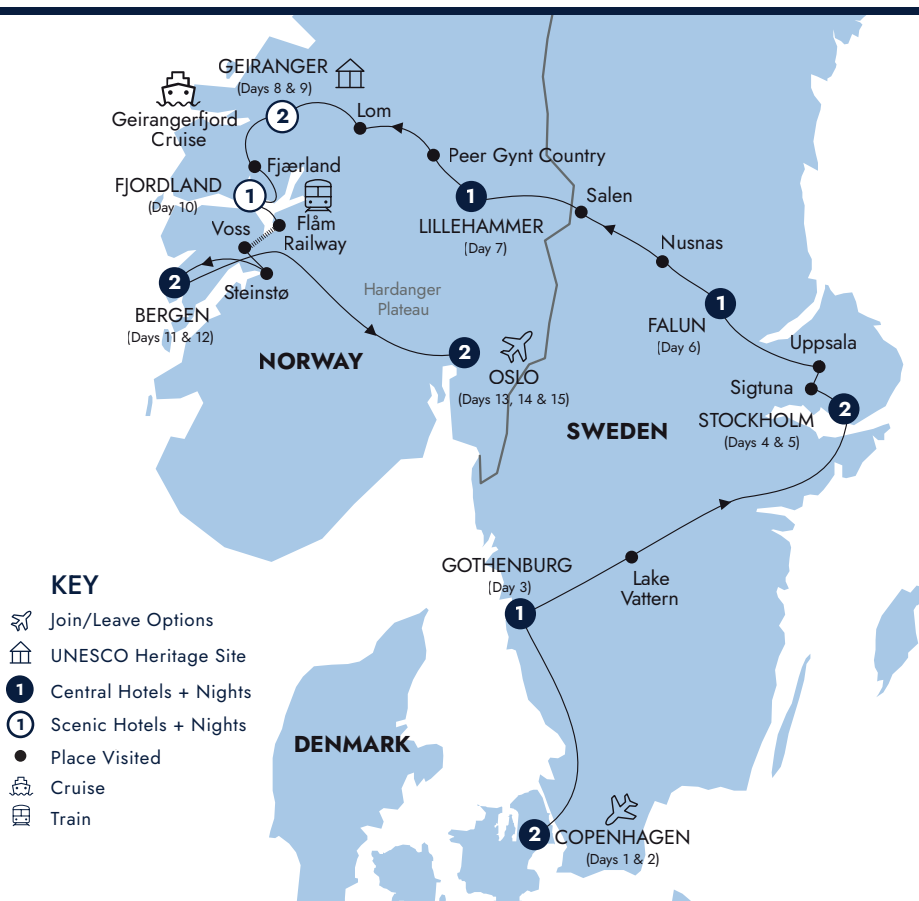 GEIRANGER
(Days 8 & 9)
2
Geirangerfjord
Cruise
Lom
Peer Gynt Country
Fjærland
FJORDLAND
(Day 10)
1
Flåm
Railway
Voss
Steinstø
2
BERGEN
(Days 11 & 12)
1
LILLEHAMMER
(Day 7)
Salen
Nusnas
1
FALUN
(Day 6)
Uppsala
Sigtuna
2
STOCKHOLM
(Days 4 & 5)
Hardanger
Plateau
NORWAY
2
OSLO
(Days 13, 14 & 15)
SWEDEN
GOTHENBURG
(Day 3)
1
Lake
Vattern
DENMARK
2
COPENHAGEN
(Days 1 & 2)
KEY
Join/Leave Options
UNESCO Heritage Site
1 Central Hotels + Nights
1 Scenic Hotels + Nights
Place Visited
Cruise
Train